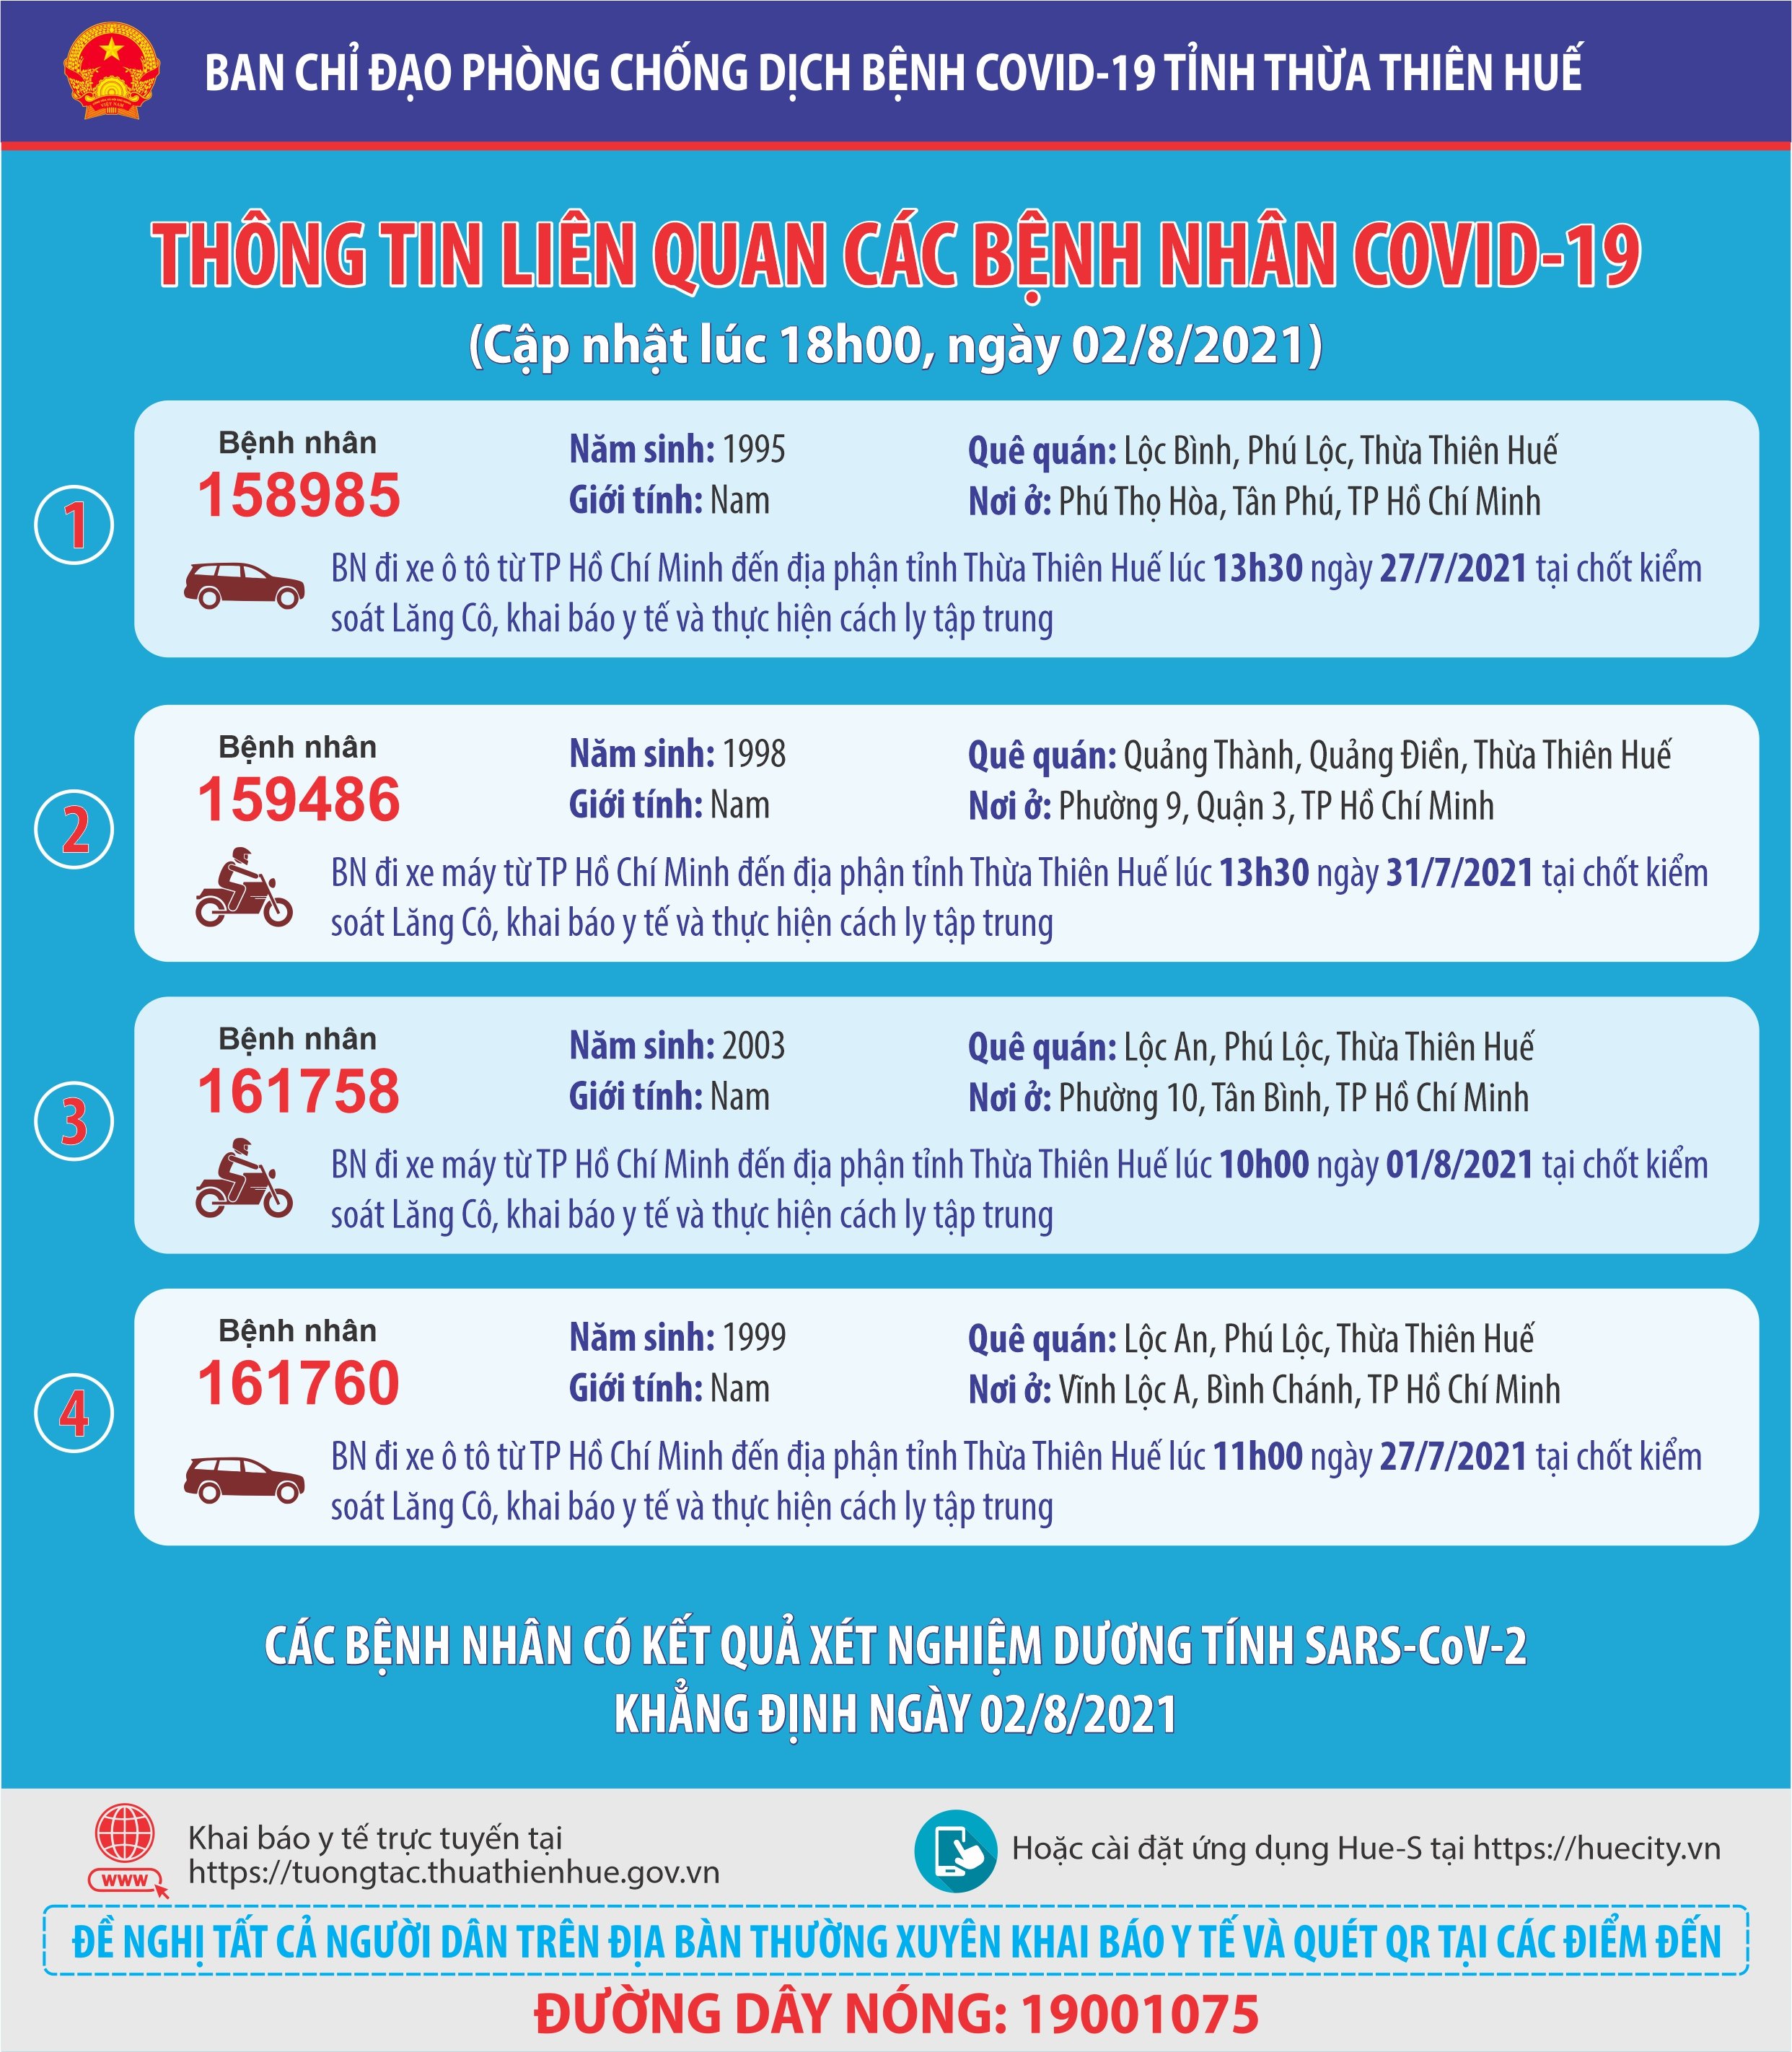 BAN CHỈ ĐẠO PHÒNG CHỐNG DỊCH BỆNH COVID-19 TỈNH THỪA THIÊN HUẾ
THÔNG TIN LIÊN QUAN CÁC BỆNH NHÂN COVID-19
(Cập nhật lúc 18h00, ngày 02/8/2021)
1
Bệnh nhân
158985
Năm sinh: 1995
Giới tính: Nam
Quê quán: Lộc Bình, Phú Lộc, Thừa Thiên Huế
Nơi ở: Phú Thọ Hòa, Tân Phú, TP Hồ Chí Minh
BN đi xe ô tô từ TP Hồ Chí Minh đến địa phận tỉnh Thừa Thiên Huế lúc 13h30 ngày 27/7/2021 tại chốt kiểm
soát Lăng Cô, khai báo y tế và thực hiện cách ly tập trung
2
Bệnh nhân
159486
Năm sinh: 1998
Giới tính: Nam
Quê quán: Quảng Thành, Quảng Điền, Thừa Thiên Huế
Nơi ở: Phường 9, Quận 3, TP Hồ Chí Minh
BN đi xe máy từ TP Hồ Chí Minh đến địa phận tỉnh Thừa Thiên Huế lúc 13h30 ngày 31/7/2021 tại chốt kiểm
soát Lăng Cô, khai báo y tế và thực hiện cách ly tập trung
3
Bệnh nhân
161758
Năm sinh: 2003
Giới tính: Nam
Quê quán: Lộc An, Phú Lộc, Thừa Thiên Huế
Nơi ở: Phường 10, Tân Bình, TP Hồ Chí Minh
BN đi xe máy từ TP Hồ Chí Minh đến địa phận tỉnh Thừa Thiên Huế lúc 10h00 ngày 01/8/2021 tại chốt kiểm
soát Lăng Cô, khai báo y tế và thực hiện cách ly tập trung
4
Bệnh nhân
161760
Năm sinh: 1999
Giới tính: Nam
Quê quán: Lộc An, Phú Lộc, Thừa Thiên Huế
Nơi ở: Vĩnh Lộc A, Bình Chánh, TP Hồ Chí Minh
BN đi xe ô tô từ TP Hồ Chí Minh đến địa phận tỉnh Thừa Thiên Huế lúc 11h00 ngày 27/7/2021 tại chốt kiểm
soát Lăng Cô, khai báo y tế và thực hiện cách ly tập trung
CÁC BỆNH NHÂN CÓ KẾT QUẢ XÉT NGHIỆM DƯƠNG TÍNH SARS-CoV-2
KHẲNG ĐỊNH NGÀY 02/8/2021
www
Khai báo y tế trực tuyến tại
https://tuongtac.thuathienhue.gov.vn
Hoặc cài đặt ứng dụng Hue-S tại https://huecity.vn
ĐỀ NGHỊ TẤT CẢ NGƯỜI DÂN TRÊN ĐỊA BÀN THƯỜNG XUYÊN KHAI BÁO Y TẾ VÀ QUÉT QR TẠI CÁC ĐIỂM ĐẾN
ĐƯỜNG DÂY NÓNG: 19001075